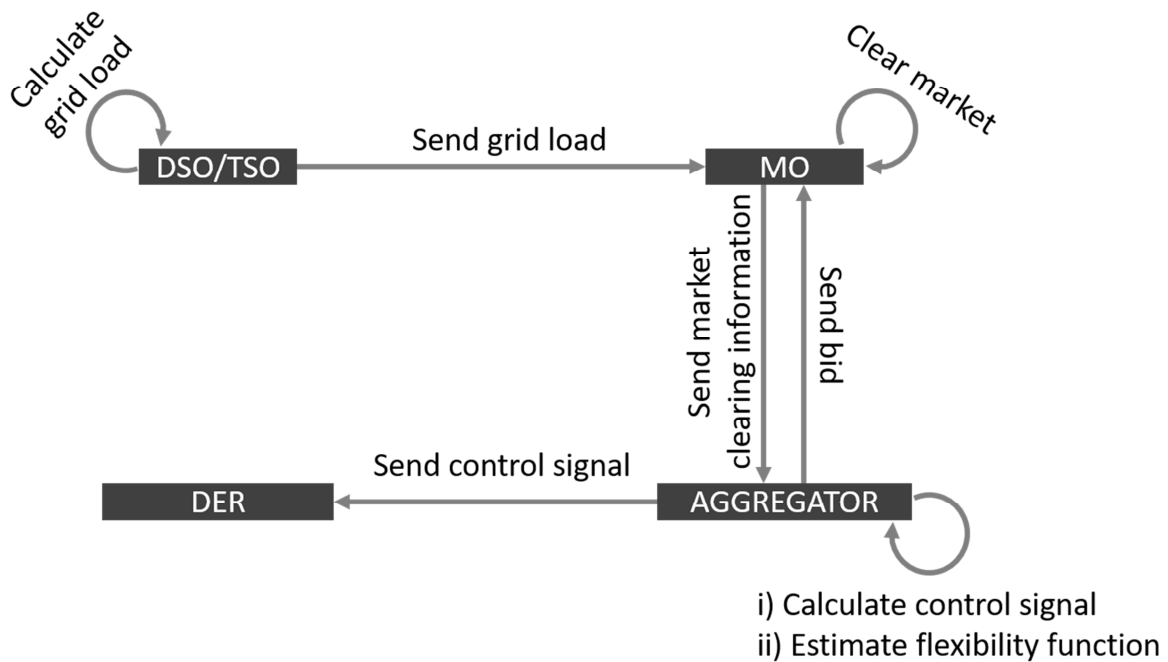 Calculate
grid load
Clear market
Send grid load
DSO/TSO
MO
Send market
clearing information
Send bid
Send control signal
DER
AGGREGATOR
i) Calculate control signal
ii) Estimate flexibility function